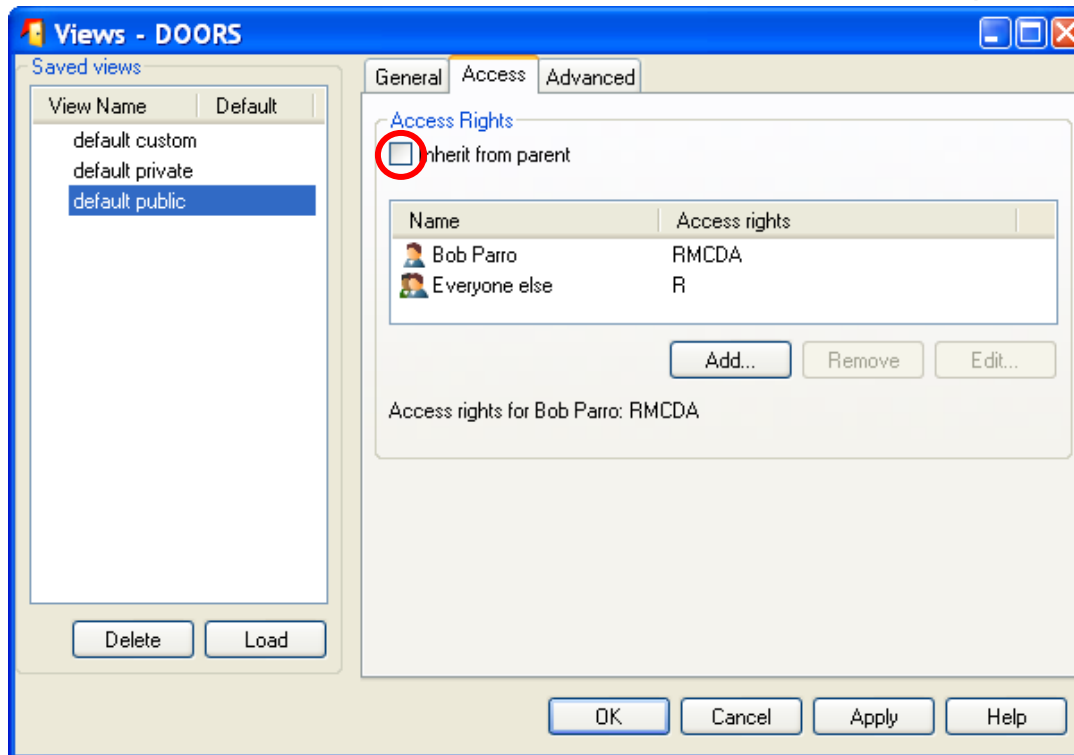 Views - DOORS
Saved views
View Name Default
default custom
default private
default public
Delete Load
General Access Advanced
Access Rights
Inherit from parent
Name Access rights
Bob Parro RMCDA
Everyone else R
Add... Remove Edit...
Access rights for Bob Parro: RMCDA
OK Cancel Apply Help